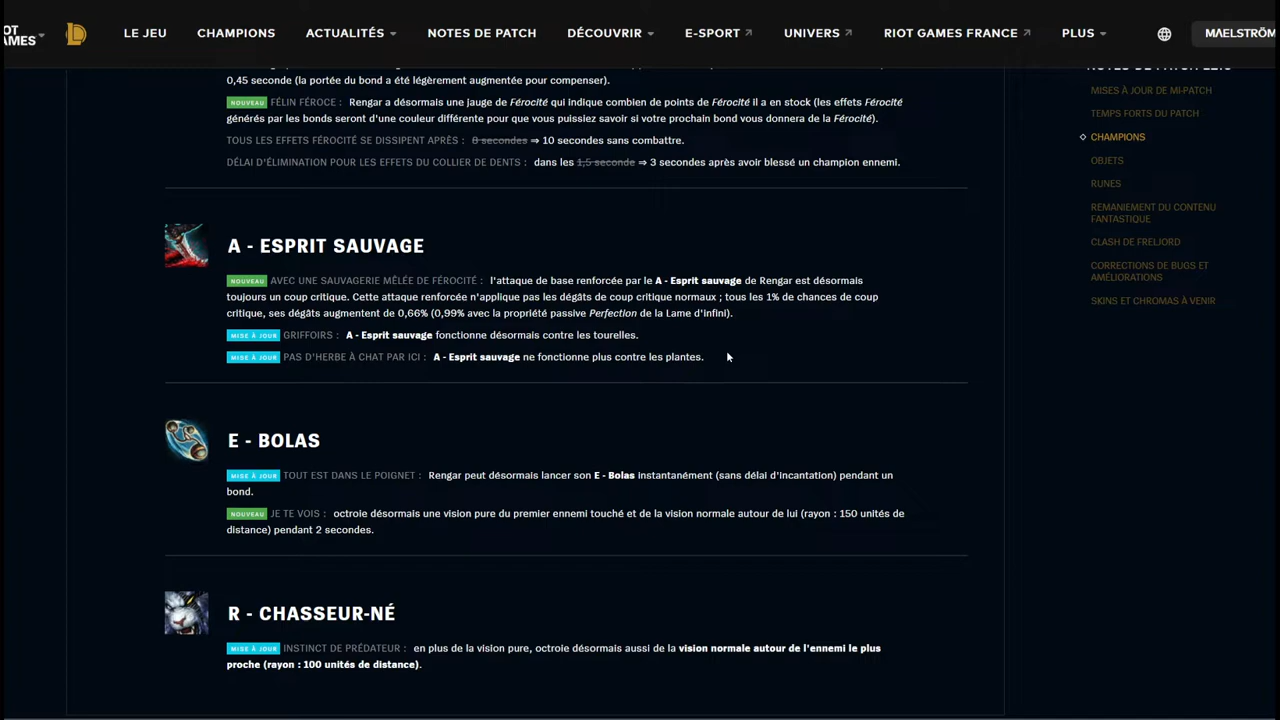 LE JEU CHAMPIONS ACTUALITÉS NOTES DE PATCH DÉCOUVRIR E-SPORT UNIVERS RIOT GAMES FRANCE PLUS MAELSTRÖM
0,45 seconde (la portée du bond a été légèrement augmentée pour compenser).
NOUVEAU FÉLIN FÉROCE : Rengar a désormais une jauge de Férocité qui indique combien de points de Férocité il a en stock (les effets Férocité
générés par les bonds seront d'une couleur différente pour que vous puissiez savoir si votre prochain bond vous donnera de la Férocité).
TOUS LES EFFETS FÉROCITÉ SE DISSIPENT APRÈS : 8 secondes ⇒ 10 secondes sans combattre.
DÉLAI D'ÉLIMINATION POUR LES EFFETS DU COLLIER DE DENTS : dans les 1,5 seconde ⇒ 3 secondes après avoir blessé un champion ennemi.
A - ESPRIT SAUVAGE
NOUVEAU AVEC UNE SAUVAGERIE MÊLÉE DE FÉROCITÉ : l'attaque de base renforcée par le A - Esprit sauvage de Rengar est désormais
toujours un coup critique. Cette attaque renforcée n'applique pas les dégâts de coup critique normaux ; tous les 1% de chances de coup
critique, ses dégâts augmentent de 0,66% (0,99% avec la propriété passive Perfection de la Lame d'infini).
MISE À JOUR GRIFFOIRS : A - Esprit sauvage fonctionne désormais contre les tourelles.
MISE À JOUR PAS D'HERBE À CHAT PAR ICI : A - Esprit sauvage ne fonctionne plus contre les plantes.
E - BOLAS
MISE À JOUR TOUT EST DANS LE POIGNET : Rengar peut désormais lancer son E - Bolas instantanément (sans délai d'incantation) pendant un
bond.
NOUVEAU JE TE VOIS : octroie désormais une vision pure du premier ennemi touché et de la vision normale autour de lui (rayon : 150 unités de
distance) pendant 2 secondes.
R - CHASSEUR-NÉ
MISE À JOUR INSTINCT DE PRÉDATEUR : en plus de la vision pure, octroie désormais aussi de la vision normale autour de l'ennemi le plus
proche (rayon : 100 unités de distance).
MISES À JOUR DE MI-PATCH
TEMPS FORTS DU PATCH
CHAMPIONS
OBJETS
RUNES
REMANIEMENT DU CONTENU
FANTASTIQUE
CLASH DE FRELJORD
CORRECTIONS DE BUGS ET
AMÉLIORATIONS
SKINS ET CHROMAS À VENIR